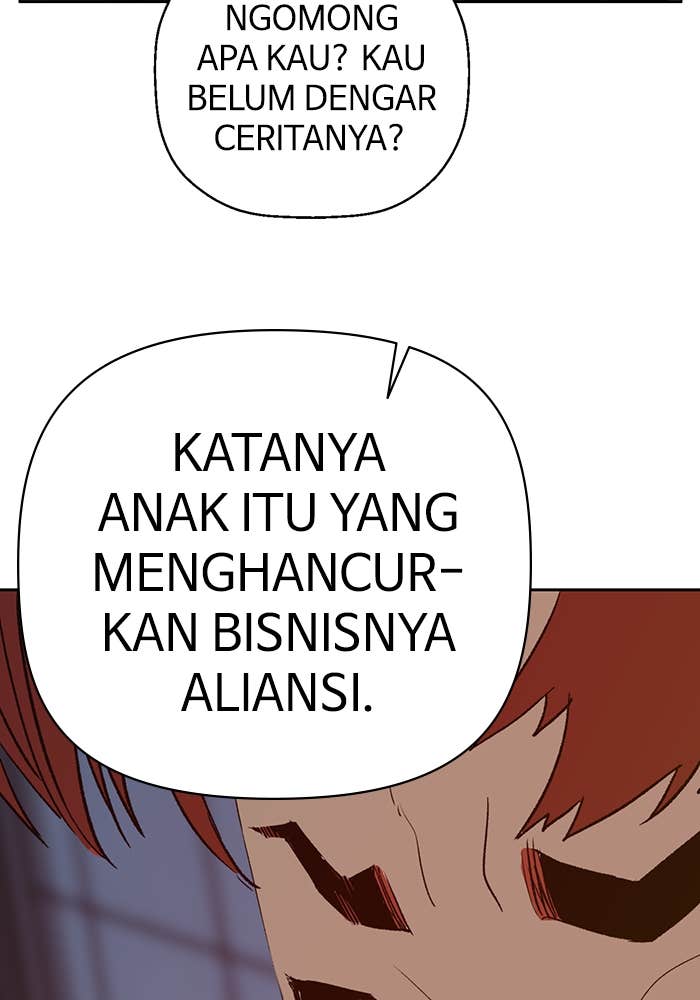 NGOMONG
APA KAU? KAU
BELUM DENGAR
CERITANYA?
KATANYA
ANAK ITU YANG
MENGHANCUR-
KAN BISNISNYA
ALIANSI.